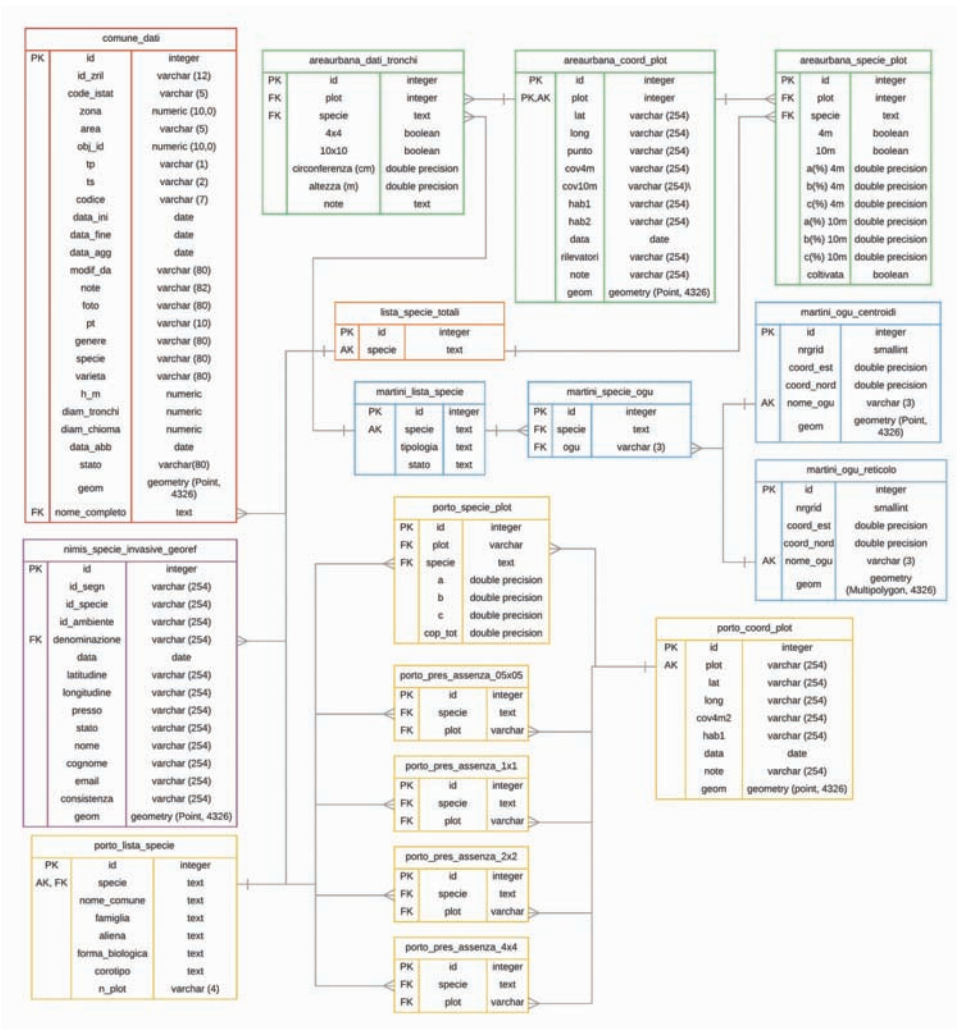 comune_dati
PK id integer
id_zril varchar (12)
code_istat varchar (5)
zona numeric (10,0)
area varchar (5)
obj_id numeric (10,0)
tp varchar (1)
ts varchar (2)
codice varchar (7)
data_ini date
data_fine date
data_agg date
modif_da varchar (80)
note varchar (82)
foto varchar (80)
pt varchar (10)
genere varchar (80)
specie varchar (80)
varieta varchar (80)
h_m numeric
diam_tronchi numeric
diam_chioma numeric
data_abb date
stato varchar(80)
geom geometry (Point,
4326)
FK nome_completo text
areaurbana_dati_tronchi
PK id integer
FK plot integer
FK specie text
4x4 boolean
10x10 boolean
circonferenza (cm) double precision
altezza (m) double precision
note text
areaurbana_coord_plot
PK id integer
PK,AK plot integer
lat varchar (254)
long varchar (254)
punto varchar (254)
cov4m varchar (254)
cov10m varchar (254)\
hab1 varchar (254)
hab2 varchar (254)
data date
rilevatori varchar (254)
note varchar (254)
geom geometry (Point, 4326)
areaurbana_specie_plot
PK id integer
FK plot integer
FK specie text
4m boolean
10m boolean
a(%) 4m double precision
b(%) 4m double precision
c(%) 4m double precision
a(%) 10m double precision
b(%) 10m double precision
c(%) 10m double precision
coltivata boolean
lista_specie_totali
PK id integer
AK specie text
martini_lista_specie
PK id integer
AK specie text
tipologia text
stato text
martini_specie_ogu
PK id integer
FK specie text
FK ogu varchar (3)
martini_ogu_centroidi
PK id integer
nrgrid smallint
coord_est double precision
coord_nord double precision
AK nome_ogu varchar (3)
geom geometry (Point,
4326)
martini_ogu_reticolo
PK id integer
nrgrid smallint
coord_est double precision
coord_nord double precision
AK nome_ogu varchar (3)
geom geometry
(Multipolygon, 4326)
nimis_specie_invasive_georef
PK id integer
id_segn varchar (254)
id_specie varchar (254)
id_ambiente varchar (254)
FK denominazione varchar (254)
data date
latitudine varchar (254)
longitudine varchar (254)
presso varchar (254)
stato varchar (254)
nome varchar (254)
cognome varchar (254)
email varchar (254)
consistenza varchar (254)
geom geometry (Point, 4326)
porto_specie_plot
PK id integer
FK plot varchar
FK specie text
a double precision
b double precision
c double precision
cop_tot double precision
porto_pres_assenza_05x05
PK id integer
FK specie text
FK plot varchar
porto_pres_assenza_1x1
PK id integer
FK specie text
FK plot varchar
porto_pres_assenza_2x2
PK id integer
FK specie text
FK plot varchar
porto_pres_assenza_4x4
PK id integer
FK specie text
FK plot varchar
porto_coord_plot
PK id integer
AK plot varchar (254)
lat varchar (254)
long varchar (254)
cov4m2 varchar (254)
hab1 varchar (254)
data date
note varchar (254)
geom geometry (point, 4326)
porto_lista_specie
PK id integer
AK, FK specie text
nome_comune text
famiglia text
aliena text
forma_biologica text
corotipo text
n_plot varchar (4)